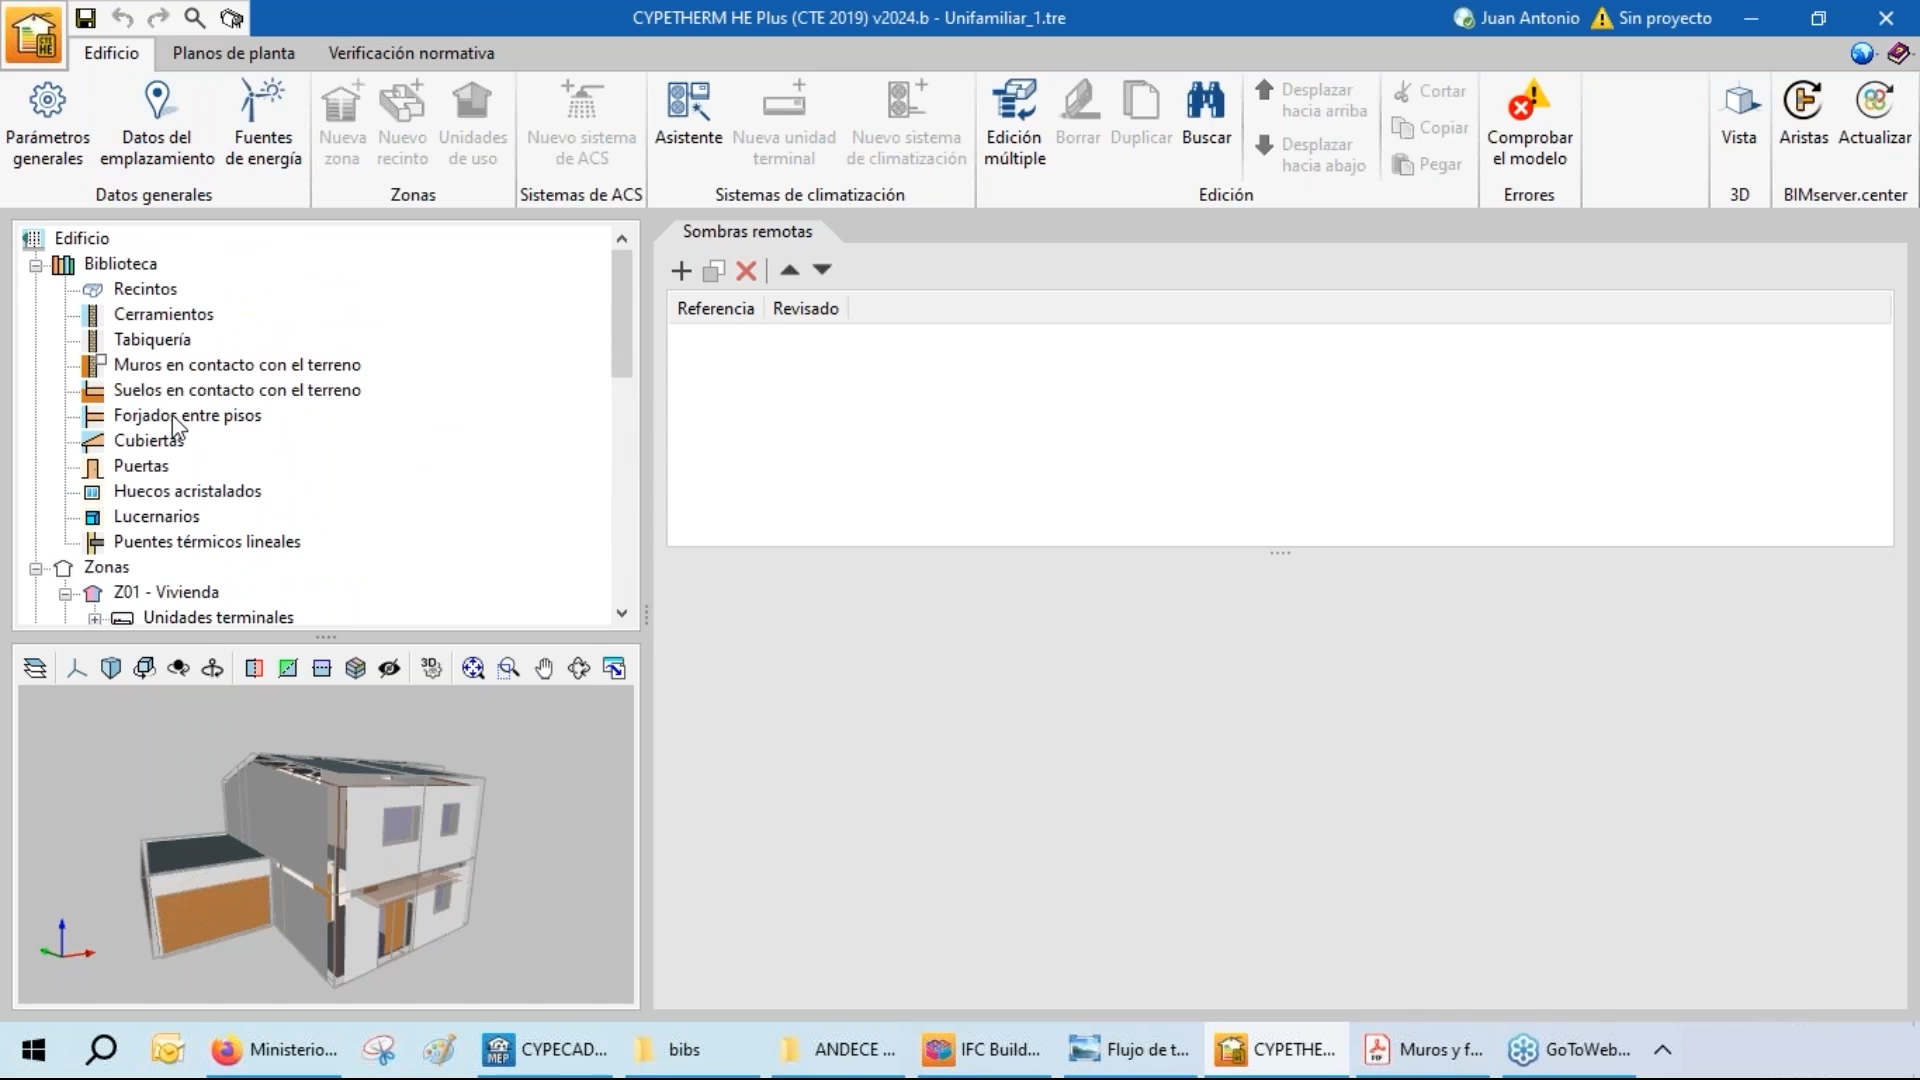 CYPETHERM HE Plus (CTE 2019) v2024.b - Unifamiliar_1.tre
Juan Antonio
Sin proyecto
CTE
HE
Edificio
Planos de planta
Verificación normativa
Parámetros
generales
Datos del
emplazamiento
Fuentes
de energía
Datos generales
Nueva
zona
Nuevo
recinto
Unidades
de uso
Zonas
Nuevo sistema
de ACS
Sistemas de ACS
Asistente
Nueva unidad
terminal
Nuevo sistema
de climatización
Sistemas de climatización
Edición
múltiple
Borrar
Duplicar
Buscar
Desplazar
hacia arriba
Desplazar
hacia abajo
Cortar
Copiar
Pegar
Edición
Comprobar
el modelo
Errores
Vista
3D
Aristas
Actualizar
BIMserver.center
Edificio
Biblioteca
Recintos
Cerramientos
Tabiquería
Muros en contacto con el terreno
Suelos en contacto con el terreno
Forjados entre pisos
Cubiertas
Puertas
Huecos acristalados
Lucernarios
Puentes térmicos lineales
Zonas
Z01 - Vivienda
Unidades terminales
Sombras remotas
Referencia
Revisado
3D
Ministerio...
MEP
CYPECAD...
bibs
ANDECE ...
IFC Build...
Flujo de t...
CYPETHE...
PDF
Muros y f...
GoToWeb...